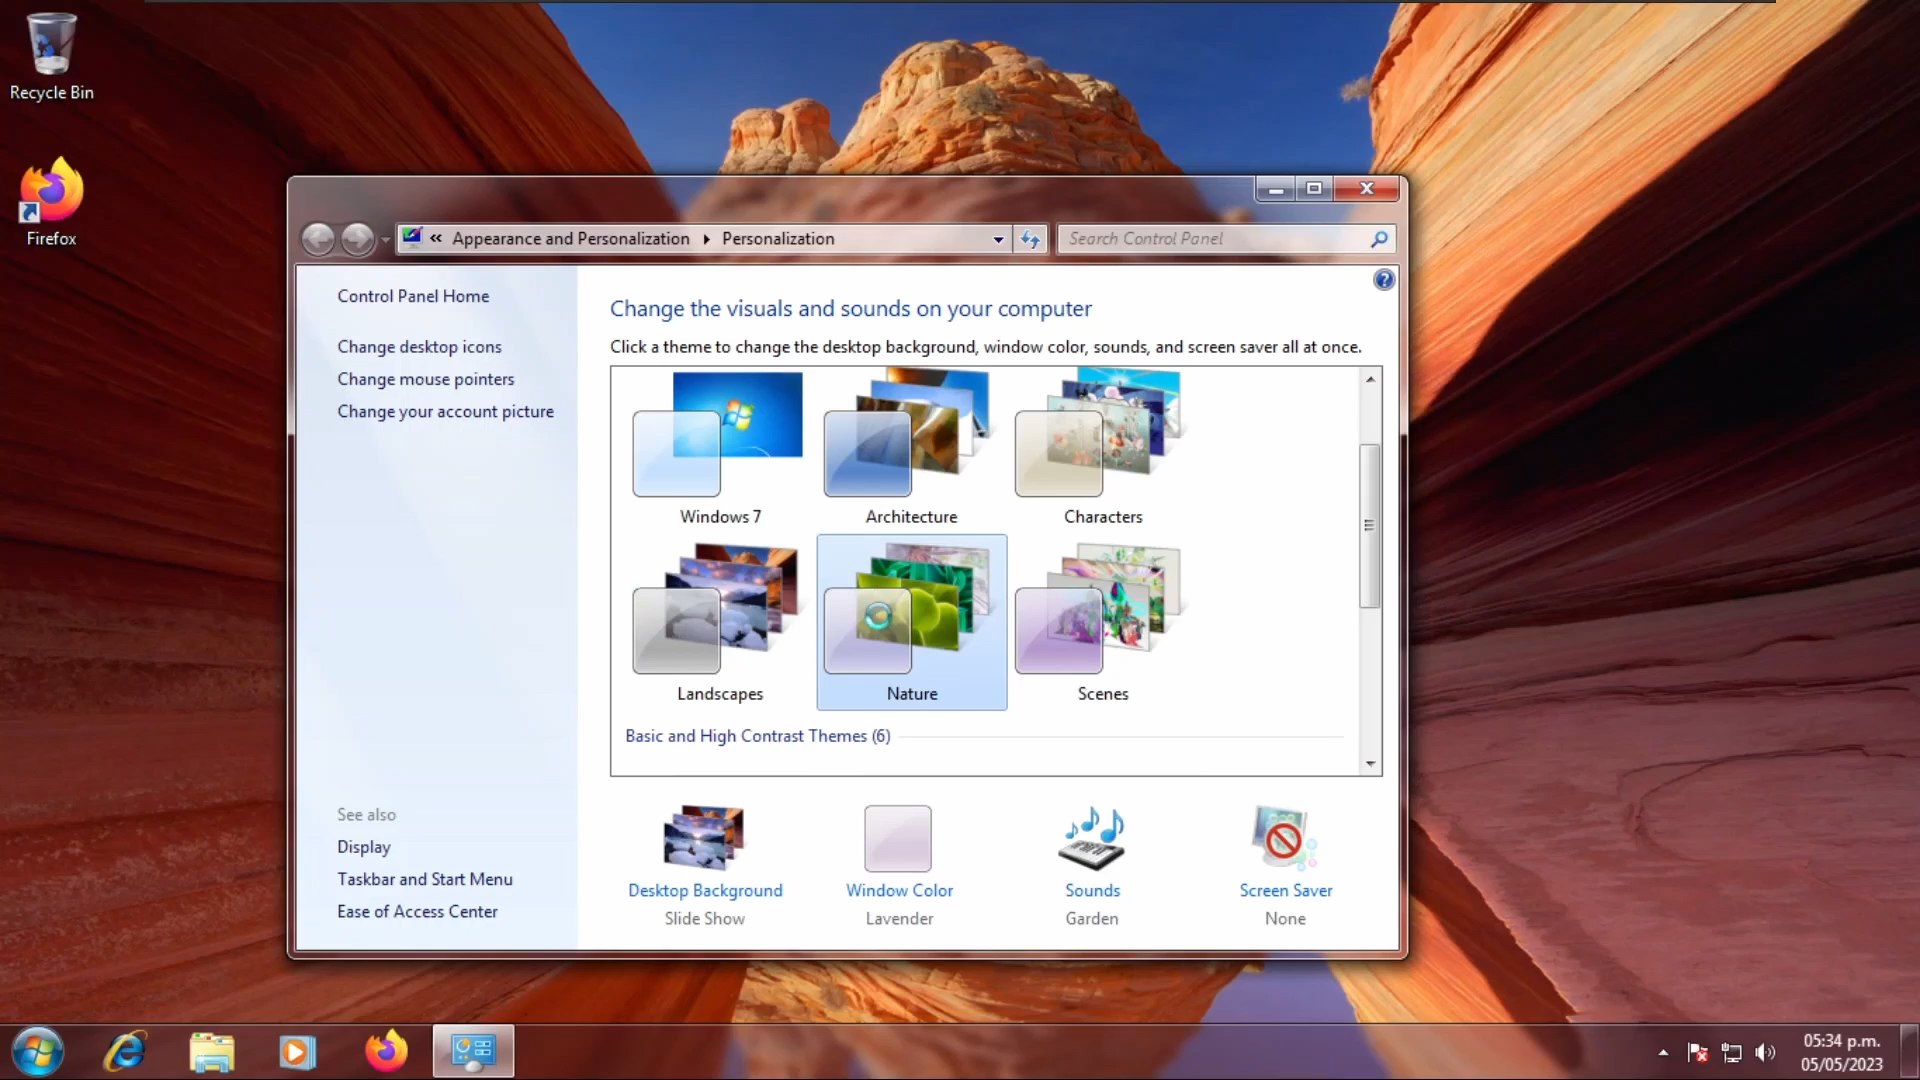 Recycle Bin
Firefox
« Appearance and Personalization ▸ Personalization
Search Control Panel
Control Panel Home
Change desktop icons
Change mouse pointers
Change your account picture
See also
Display
Taskbar and Start Menu
Ease of Access Center
Change the visuals and sounds on your computer
Click a theme to change the desktop background, window color, sounds, and screen saver all at once.
Windows 7
Architecture
Characters
Landscapes
Nature
Scenes
Basic and High Contrast Themes (6)
Desktop Background
Slide Show
Window Color
Lavender
Sounds
Garden
Screen Saver
None
05:34 p.m.
05/05/2023